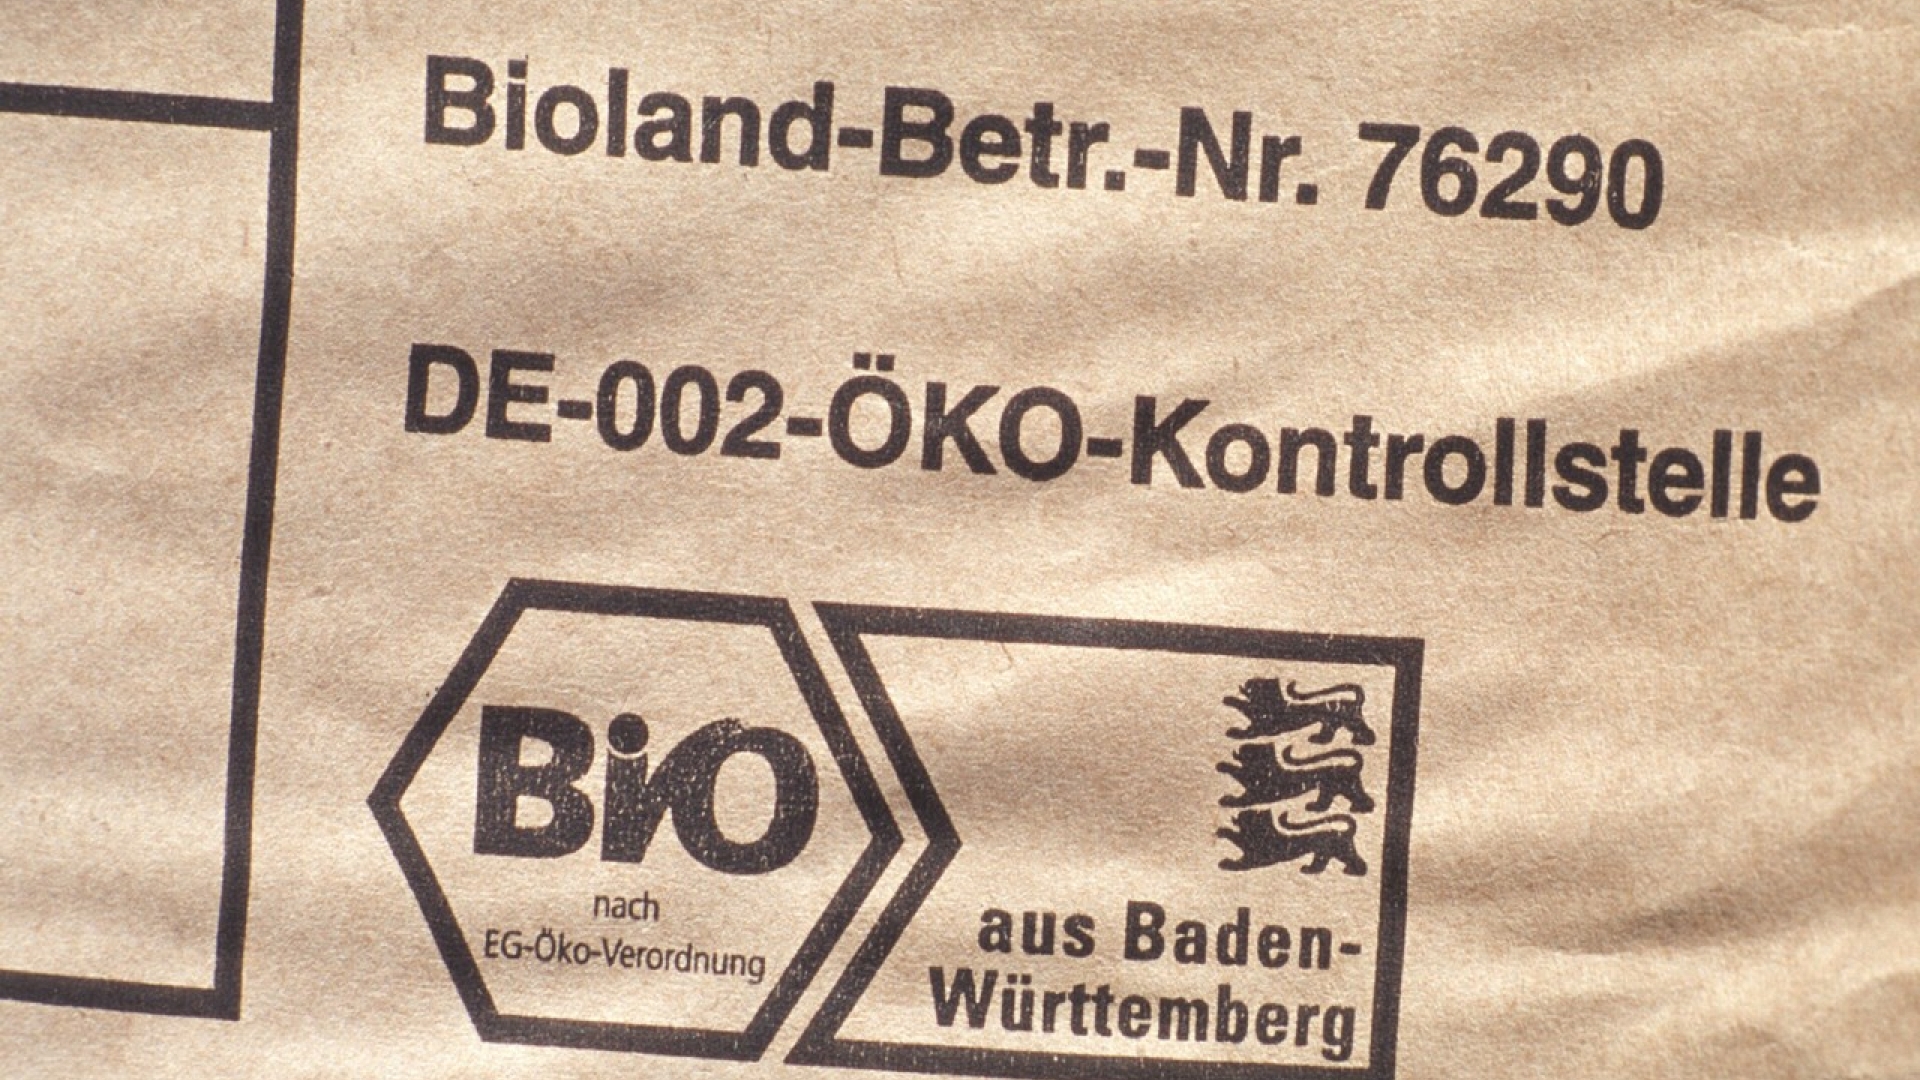 Bioland-Betr.-Nr. 76290
DE-002-ÖKO-Kontrollstelle
Bio
nach
EG-Öko-Verordnung
aus Baden-
Württemberg